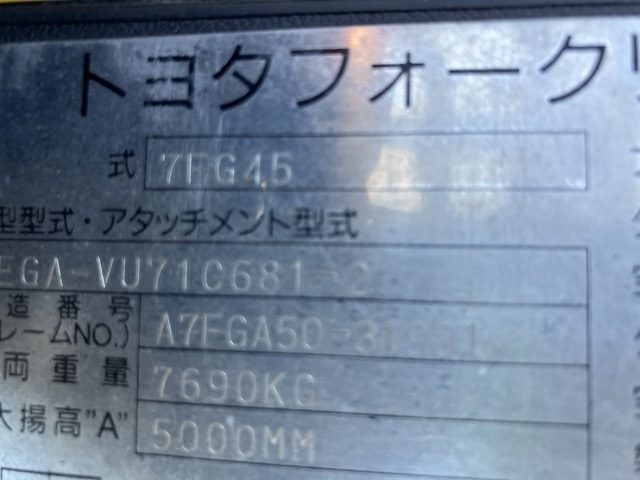 トヨタフォークリ
式 7FG45
型型式・アタッチメント型式
EGA-VU71C681-2
造番号
レームNO.) A7FGA50-
両重量 7690KG
大揚高"A" 5000MM